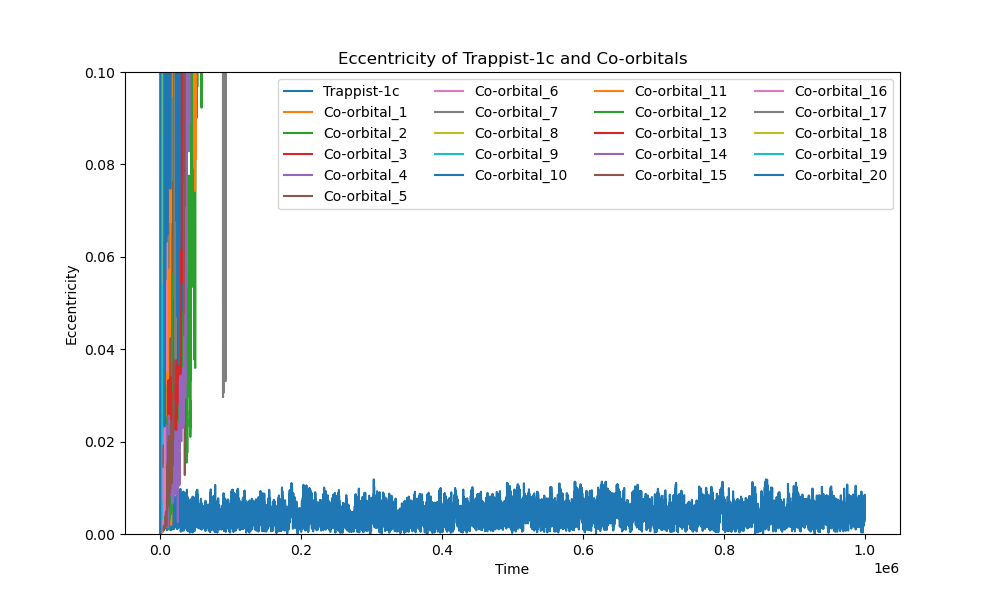 Eccentricity of Trappist-1c and Co-orbitals
0.10
0.08
0.06
0.04
0.02
0.00
Eccentricity
Trappist-1c
Co-orbital_1
Co-orbital_2
Co-orbital_3
Co-orbital_4
Co-orbital_5
Co-orbital_6
Co-orbital_7
Co-orbital_8
Co-orbital_9
Co-orbital_10
Co-orbital_11
Co-orbital_12
Co-orbital_13
Co-orbital_14
Co-orbital_15
Co-orbital_16
Co-orbital_17
Co-orbital_18
Co-orbital_19
Co-orbital_20
0.0 0.2 0.4 0.6 0.8 1.0
1e6
Time